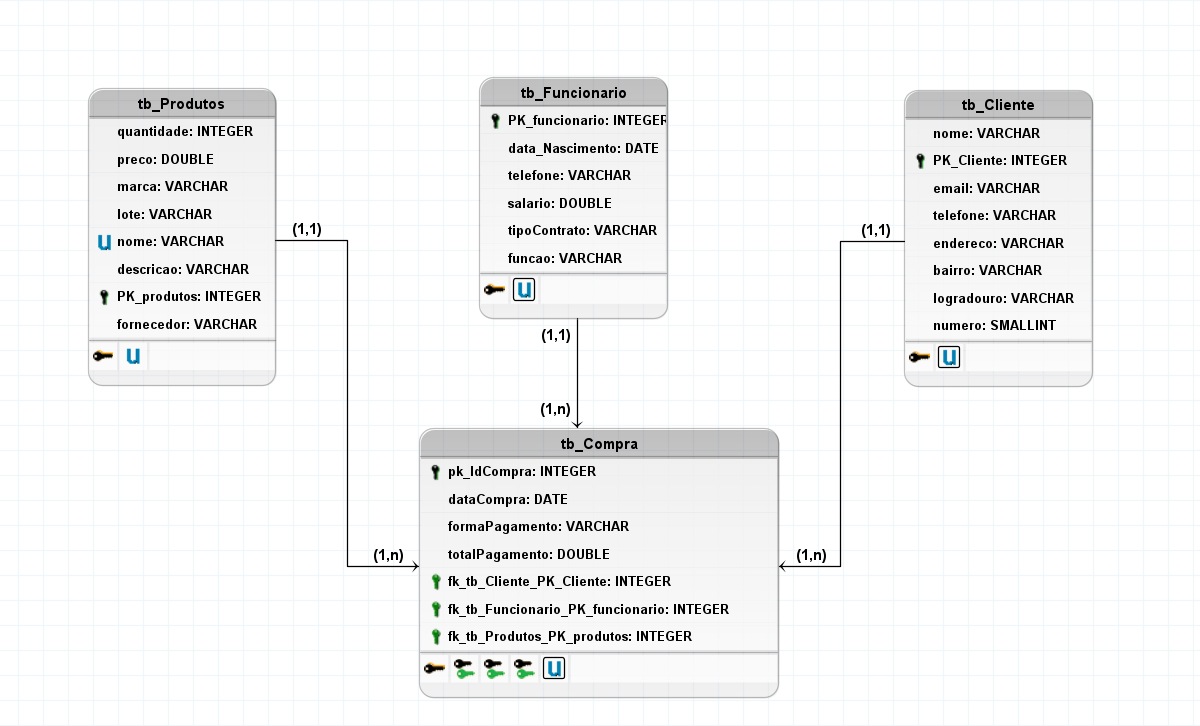 tb_Produtos
quantidade: INTEGER
preco: DOUBLE
marca: VARCHAR
lote: VARCHAR
U nome: VARCHAR
descricao: VARCHAR
PK_produtos: INTEGER
fornecedor: VARCHAR
U
tb_Funcionario
PK_funcionario: INTEGER
data_Nascimento: DATE
telefone: VARCHAR
salario: DOUBLE
tipoContrato: VARCHAR
funcao: VARCHAR
U
tb_Cliente
nome: VARCHAR
PK_Cliente: INTEGER
email: VARCHAR
telefone: VARCHAR
endereco: VARCHAR
bairro: VARCHAR
logradouro: VARCHAR
numero: SMALLINT
U
(1,1)
(1,1)
(1,1)
(1,n)
(1,n)
(1,n)
tb_Compra
pk_IdCompra: INTEGER
dataCompra: DATE
formaPagamento: VARCHAR
totalPagamento: DOUBLE
fk_tb_Cliente_PK_Cliente: INTEGER
fk_tb_Funcionario_PK_funcionario: INTEGER
fk_tb_Produtos_PK_produtos: INTEGER
U